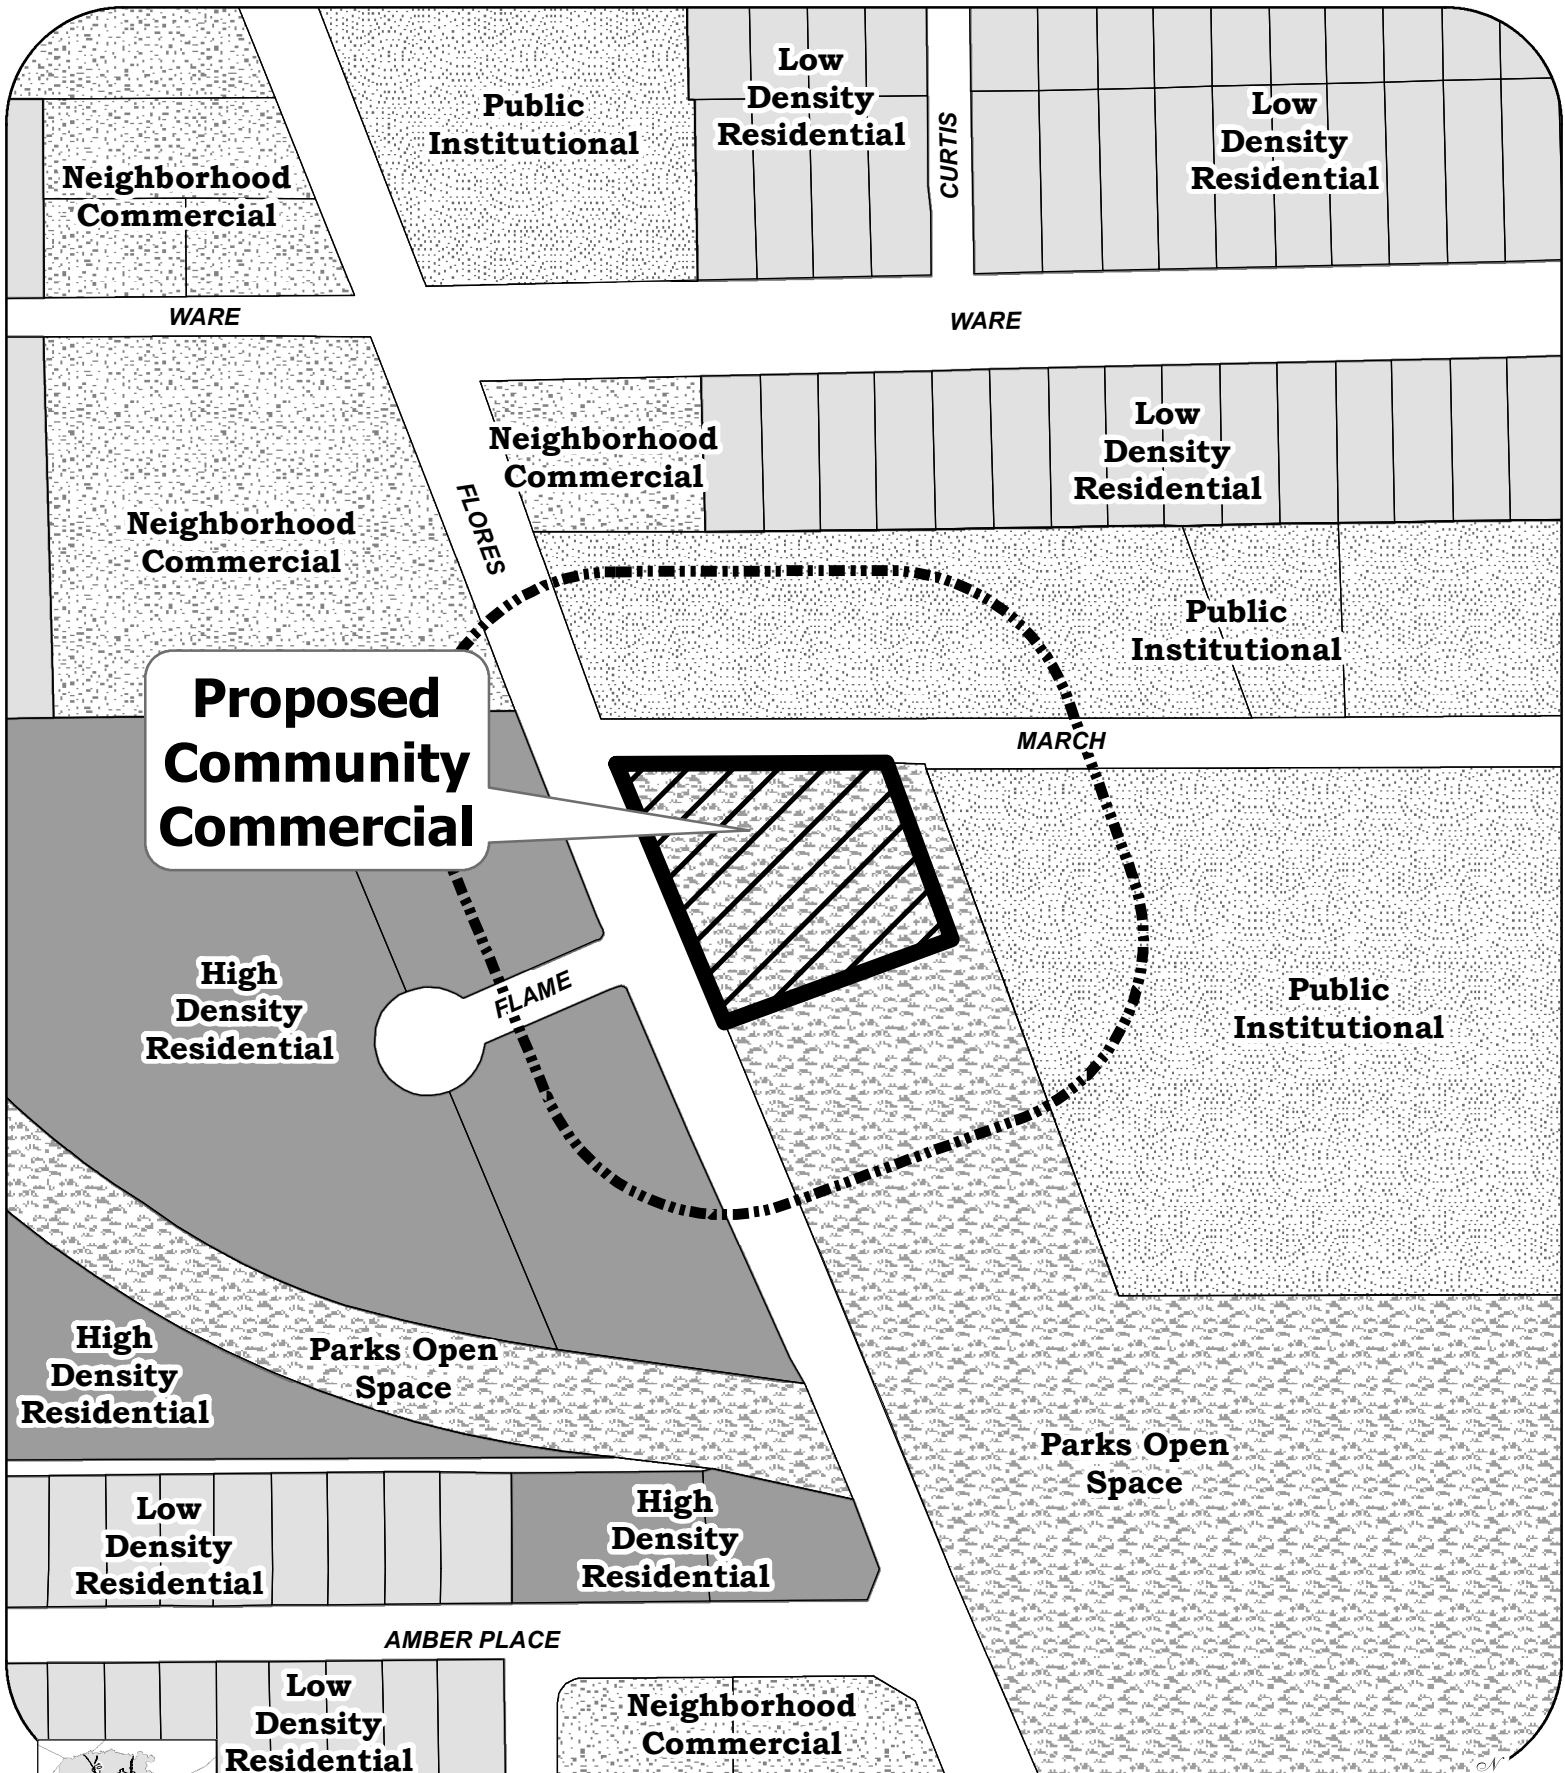 Low
Density
Residential
Public
Institutional
CURTIS
Low
Density
Residential
Neighborhood
Commercial
WARE
WARE
Neighborhood
Commercial
Low
Density
Residential
FLORES
Neighborhood
Commercial
Public
Institutional
MARCH
Proposed
Community
Commercial
High
Density
Residential
FLAME
Public
Institutional
High
Density
Residential
Parks Open
Space
Parks Open
Space
Low
Density
Residential
High
Density
Residential
AMBER PLACE
Low
Density
Residential
Neighborhood
Commercial
N